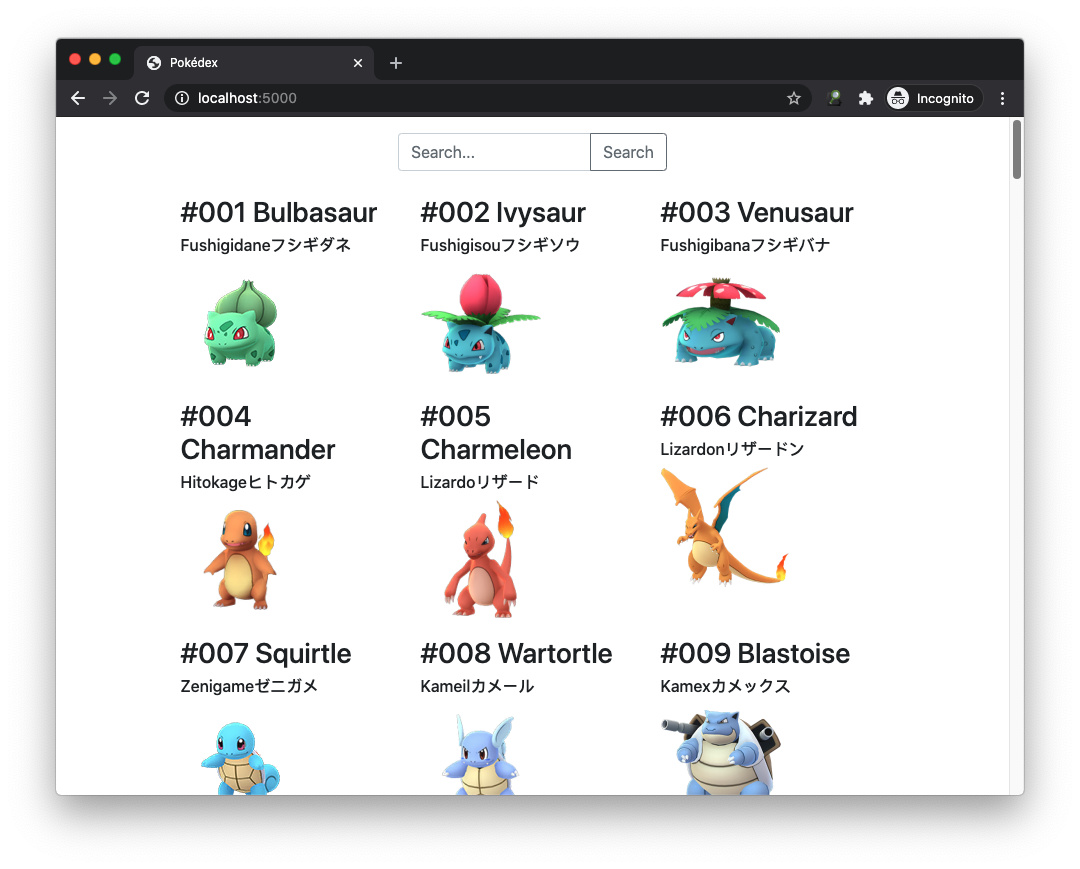 Pokédex
localhost:5000
Incognito
Search...
Search
#001 Bulbasaur
Fushigidaneフシギダネ
#002 Ivysaur
Fushigisouフシギソウ
#003 Venusaur
Fushigibanaフシギバナ
#004
Charmander
Hitokageヒトカゲ
#005
Charmeleon
Lizardoリザード
#006 Charizard
Lizardonリザードン
#007 Squirtle
Zenigameゼニガメ
#008 Wartortle
Kameilカメール
#009 Blastoise
Kamexカメックス